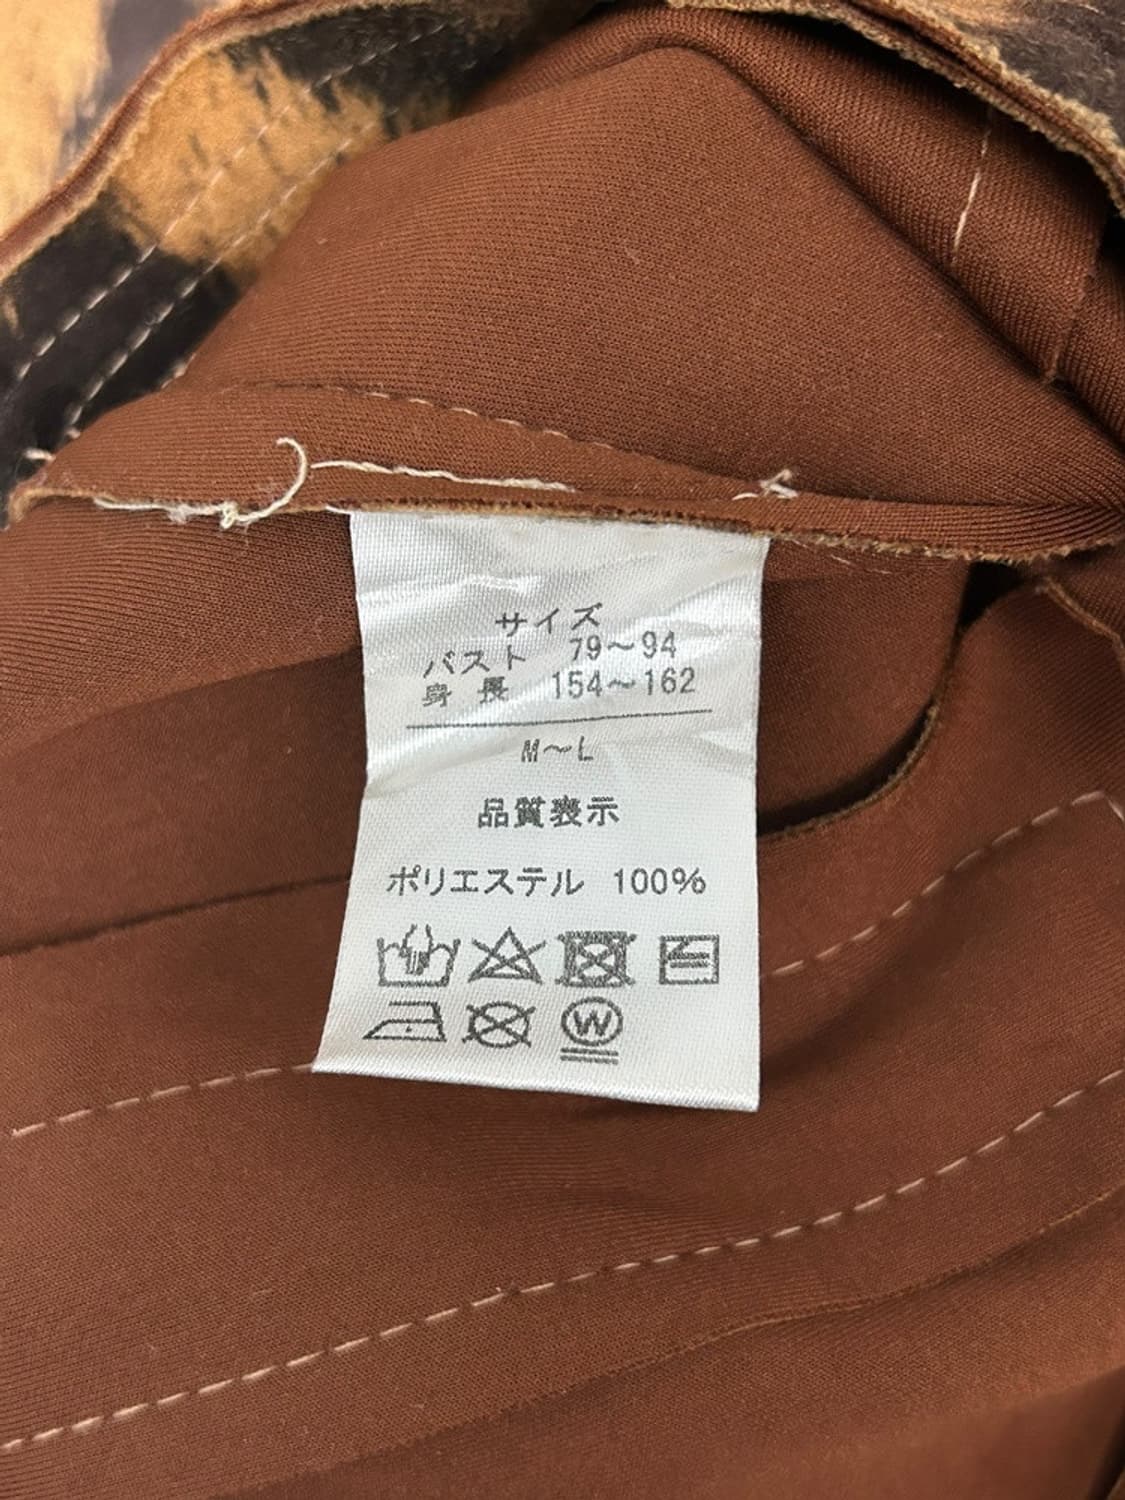 サイズ
バスト 79～94
身長 154～162
M～L
品質表示
ポリエステル 100%
W